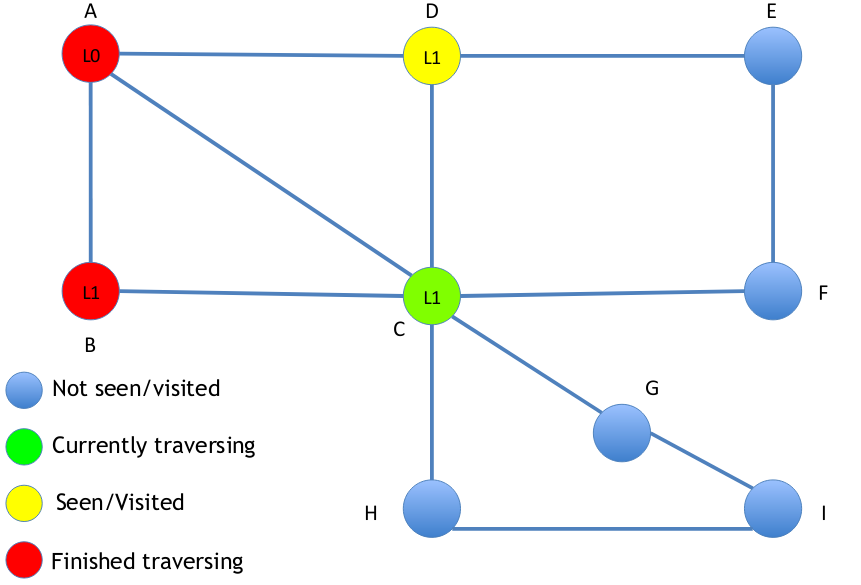 A
D
E
L0
L1
L1
L1
F
C
B
G
H
I
Not seen/visited
Currently traversing
Seen/Visited
Finished traversing